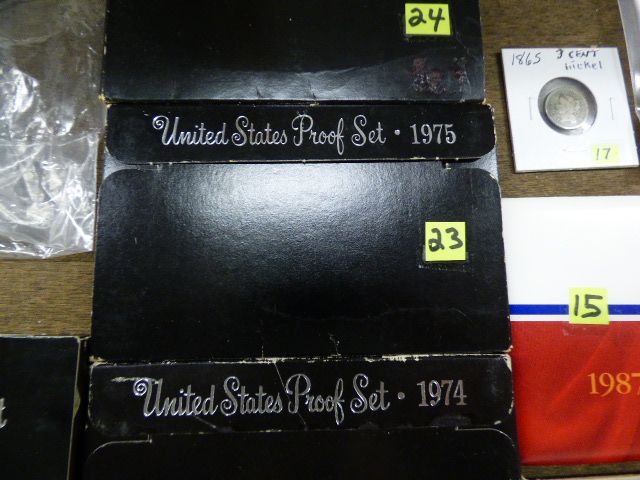 24
1865 3 CENT
nickel
17
United States Proof Set · 1975
23
15
1987
United States Proof Set · 1974